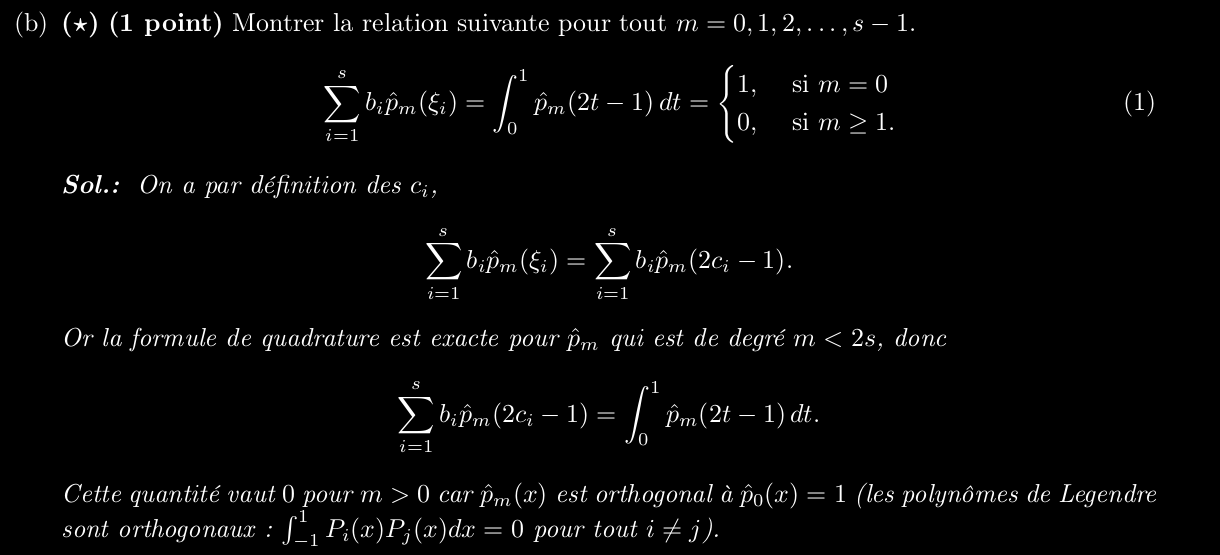 (b) (⋆) (1 point) Montrer la relation suivante pour tout $m = 0, 1, 2, \ldots, s - 1$.
$$\sum_{i=1}^{s} b_i \hat{p}_m(\xi_i) = \int_0^1 \hat{p}_m(2t-1)\,dt = \begin{cases} 1, & \text{si } m = 0 \\ 0, & \text{si } m \geq 1. \end{cases} \quad (1)$$
Sol.: On a par définition des $c_i$,
$$\sum_{i=1}^{s} b_i \hat{p}_m(\xi_i) = \sum_{i=1}^{s} b_i \hat{p}_m(2c_i - 1).$$
Or la formule de quadrature est exacte pour $\hat{p}_m$ qui est de degré $m < 2s$, donc
$$\sum_{i=1}^{s} b_i \hat{p}_m(2c_i - 1) = \int_0^1 \hat{p}_m(2t-1)\,dt.$$
Cette quantité vaut 0 pour $m > 0$ car $\hat{p}_m(x)$ est orthogonal à $\hat{p}_0(x) = 1$ (les polynômes de Legendre
sont orthogonaux : $\int_{-1}^{1} P_i(x)P_j(x)dx = 0$ pour tout $i \neq j$).